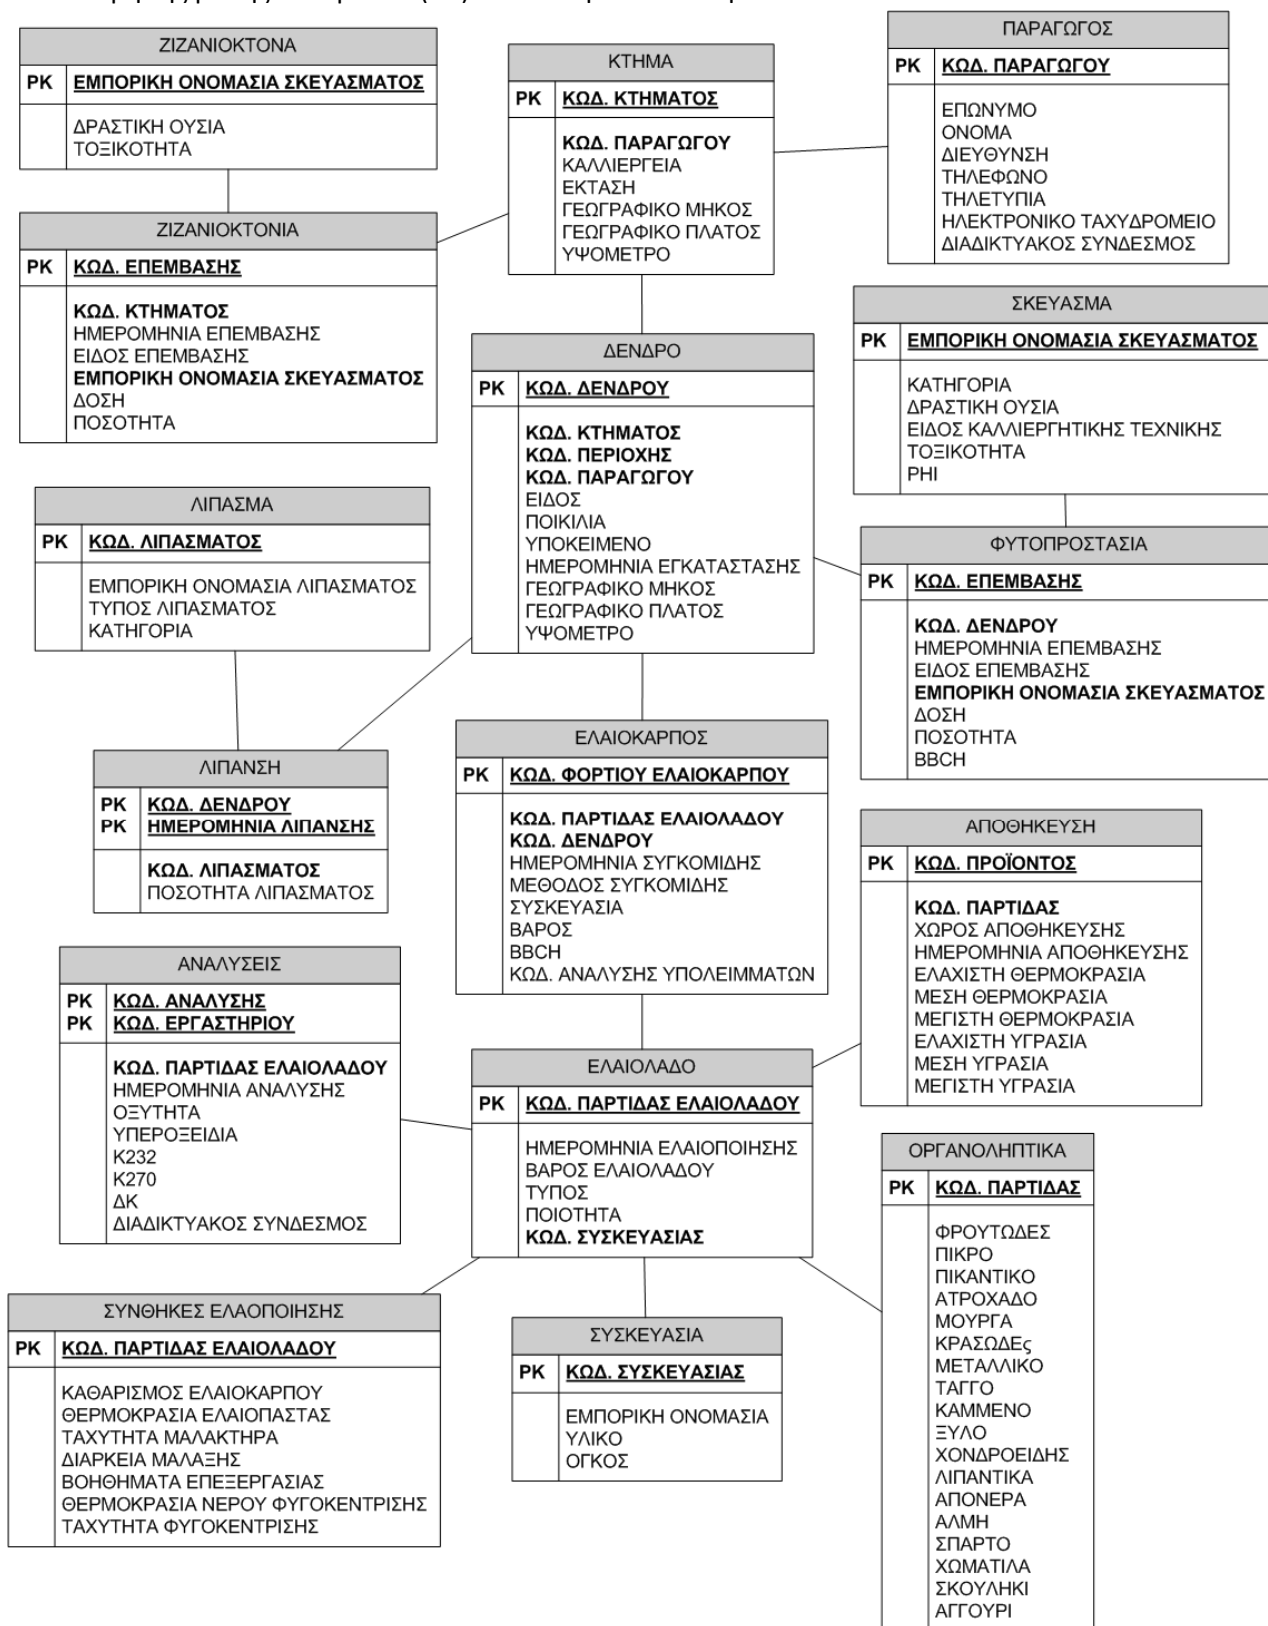 ΖΙΖΑΝΙΟΚΤΟΝΑ
PK ΕΜΠΟΡΙΚΗ ΟΝΟΜΑΣΙΑ ΣΚΕΥΑΣΜΑΤΟΣ
ΔΡΑΣΤΙΚΗ ΟΥΣΙΑ
ΤΟΞΙΚΟΤΗΤΑ
ΚΤΗΜΑ
PK ΚΩΔ. ΚΤΗΜΑΤΟΣ
ΚΩΔ. ΠΑΡΑΓΩΓΟΥ
ΚΑΛΛΙΕΡΓΕΙΑ
ΕΚΤΑΣΗ
ΓΕΩΓΡΑΦΙΚΟ ΜΗΚΟΣ
ΓΕΩΓΡΑΦΙΚΟ ΠΛΑΤΟΣ
ΥΨΟΜΕΤΡΟ
ΠΑΡΑΓΩΓΟΣ
PK ΚΩΔ. ΠΑΡΑΓΩΓΟΥ
ΕΠΩΝΥΜΟ
ΟΝΟΜΑ
ΔΙΕΥΘΥΝΣΗ
ΤΗΛΕΦΩΝΟ
ΤΗΛΕΤΥΠΙΑ
ΗΛΕΚΤΡΟΝΙΚΟ ΤΑΧΥΔΡΟΜΕΙΟ
ΔΙΑΔΙΚΤΥΑΚΟΣ ΣΥΝΔΕΣΜΟΣ
ΖΙΖΑΝΙΟΚΤΟΝΙΑ
PK ΚΩΔ. ΕΠΕΜΒΑΣΗΣ
ΚΩΔ. ΚΤΗΜΑΤΟΣ
ΗΜΕΡΟΜΗΝΙΑ ΕΠΕΜΒΑΣΗΣ
ΕΙΔΟΣ ΕΠΕΜΒΑΣΗΣ
ΕΜΠΟΡΙΚΗ ΟΝΟΜΑΣΙΑ ΣΚΕΥΑΣΜΑΤΟΣ
ΔΟΣΗ
ΠΟΣΟΤΗΤΑ
ΔΕΝΔΡΟ
PK ΚΩΔ. ΔΕΝΔΡΟΥ
ΚΩΔ. ΚΤΗΜΑΤΟΣ
ΚΩΔ. ΠΕΡΙΟΧΗΣ
ΚΩΔ. ΠΑΡΑΓΩΓΟΥ
ΕΙΔΟΣ
ΠΟΙΚΙΛΙΑ
ΥΠΟΚΕΙΜΕΝΟ
ΗΜΕΡΟΜΗΝΙΑ ΕΓΚΑΤΑΣΤΑΣΗΣ
ΓΕΩΓΡΑΦΙΚΟ ΜΗΚΟΣ
ΓΕΩΓΡΑΦΙΚΟ ΠΛΑΤΟΣ
ΥΨΟΜΕΤΡΟ
ΣΚΕΥΑΣΜΑ
PK ΕΜΠΟΡΙΚΗ ΟΝΟΜΑΣΙΑ ΣΚΕΥΑΣΜΑΤΟΣ
ΚΑΤΗΓΟΡΙΑ
ΔΡΑΣΤΙΚΗ ΟΥΣΙΑ
ΕΙΔΟΣ ΚΑΛΛΙΕΡΓΗΤΙΚΗΣ ΤΕΧΝΙΚΗΣ
ΤΟΞΙΚΟΤΗΤΑ
PHI
ΛΙΠΑΣΜΑ
PK ΚΩΔ. ΛΙΠΑΣΜΑΤΟΣ
ΕΜΠΟΡΙΚΗ ΟΝΟΜΑΣΙΑ ΛΙΠΑΣΜΑΤΟΣ
ΤΥΠΟΣ ΛΙΠΑΣΜΑΤΟΣ
ΚΑΤΗΓΟΡΙΑ
ΦΥΤΟΠΡΟΣΤΑΣΙΑ
PK ΚΩΔ. ΕΠΕΜΒΑΣΗΣ
ΚΩΔ. ΔΕΝΔΡΟΥ
ΗΜΕΡΟΜΗΝΙΑ ΕΠΕΜΒΑΣΗΣ
ΕΙΔΟΣ ΕΠΕΜΒΑΣΗΣ
ΕΜΠΟΡΙΚΗ ΟΝΟΜΑΣΙΑ ΣΚΕΥΑΣΜΑΤΟΣ
ΔΟΣΗ
ΠΟΣΟΤΗΤΑ
BBCH
ΛΙΠΑΝΣΗ
PK ΚΩΔ. ΔΕΝΔΡΟΥ
PK ΗΜΕΡΟΜΗΝΙΑ ΛΙΠΑΝΣΗΣ
ΚΩΔ. ΛΙΠΑΣΜΑΤΟΣ
ΠΟΣΟΤΗΤΑ ΛΙΠΑΣΜΑΤΟΣ
ΕΛΑΙΟΚΑΡΠΟΣ
PK ΚΩΔ. ΦΟΡΤΙΟΥ ΕΛΑΙΟΚΑΡΠΟΥ
ΚΩΔ. ΠΑΡΤΙΔΑΣ ΕΛΑΙΟΛΑΔΟΥ
ΚΩΔ. ΔΕΝΔΡΟΥ
ΗΜΕΡΟΜΗΝΙΑ ΣΥΓΚΟΜΙΔΗΣ
ΜΕΘΟΔΟΣ ΣΥΓΚΟΜΙΔΗΣ
ΣΥΣΚΕΥΑΣΙΑ
ΒΑΡΟΣ
BBCH
ΚΩΔ. ΑΝΑΛΥΣΗΣ ΥΠΟΛΕΙΜΜΑΤΩΝ
ΑΠΟΘΗΚΕΥΣΗ
PK ΚΩΔ. ΠΡΟΪΟΝΤΟΣ
ΚΩΔ. ΠΑΡΤΙΔΑΣ
ΧΩΡΟΣ ΑΠΟΘΗΚΕΥΣΗΣ
ΗΜΕΡΟΜΗΝΙΑ ΑΠΟΘΗΚΕΥΣΗΣ
ΕΛΑΧΙΣΤΗ ΘΕΡΜΟΚΡΑΣΙΑ
ΜΕΣΗ ΘΕΡΜΟΚΡΑΣΙΑ
ΜΕΓΙΣΤΗ ΘΕΡΜΟΚΡΑΣΙΑ
ΕΛΑΧΙΣΤΗ ΥΓΡΑΣΙΑ
ΜΕΣΗ ΥΓΡΑΣΙΑ
ΜΕΓΙΣΤΗ ΥΓΡΑΣΙΑ
ΑΝΑΛΥΣΕΙΣ
PK ΚΩΔ. ΑΝΑΛΥΣΗΣ
PK ΚΩΔ. ΕΡΓΑΣΤΗΡΙΟΥ
ΚΩΔ. ΠΑΡΤΙΔΑΣ ΕΛΑΙΟΛΑΔΟΥ
ΗΜΕΡΟΜΗΝΙΑ ΑΝΑΛΥΣΗΣ
ΟΞΥΤΗΤΑ
ΥΠΕΡΟΞΕΙΔΙΑ
Κ232
Κ270
ΔΚ
ΔΙΑΔΙΚΤΥΑΚΟΣ ΣΥΝΔΕΣΜΟΣ
ΕΛΑΙΟΛΑΔΟ
PK ΚΩΔ. ΠΑΡΤΙΔΑΣ ΕΛΑΙΟΛΑΔΟΥ
ΗΜΕΡΟΜΗΝΙΑ ΕΛΑΙΟΠΟΙΗΣΗΣ
ΒΑΡΟΣ ΕΛΑΙΟΛΑΔΟΥ
ΤΥΠΟΣ
ΠΟΙΟΤΗΤΑ
ΚΩΔ. ΣΥΣΚΕΥΑΣΙΑΣ
ΟΡΓΑΝΟΛΗΠΤΙΚΑ
PK ΚΩΔ. ΠΑΡΤΙΔΑΣ
ΦΡΟΥΤΩΔΕΣ
ΠΙΚΡΟ
ΠΙΚΑΝΤΙΚΟ
ΑΤΡΟΧΑΔΟ
ΜΟΥΡΓΑ
ΚΡΑΣΩΔΕς
ΜΕΤΑΛΛΙΚΟ
ΤΑΓΓΟ
ΚΑΜΜΕΝΟ
ΞΥΛΟ
ΧΟΝΔΡΟΕΙΔΗΣ
ΛΙΠΑΝΤΙΚΑ
ΑΠΟΝΕΡΑ
ΑΛΜΗ
ΣΠΑΡΤΟ
ΧΩΜΑΤΙΛΑ
ΣΚΟΥΛΗΚΙ
ΑΓΓΟΥΡΙ
ΣΥΝΘΗΚΕΣ ΕΛΑΟΠΟΙΗΣΗΣ
PK ΚΩΔ. ΠΑΡΤΙΔΑΣ ΕΛΑΙΟΛΑΔΟΥ
ΚΑΘΑΡΙΣΜΟΣ ΕΛΑΙΟΚΑΡΠΟΥ
ΘΕΡΜΟΚΡΑΣΙΑ ΕΛΑΙΟΠΑΣΤΑΣ
ΤΑΧΥΤΗΤΑ ΜΑΛΑΚΤΗΡΑ
ΔΙΑΡΚΕΙΑ ΜΑΛΑΞΗΣ
ΒΟΗΘΗΜΑΤΑ ΕΠΕΞΕΡΓΑΣΙΑΣ
ΘΕΡΜΟΚΡΑΣΙΑ ΝΕΡΟΥ ΦΥΓΟΚΕΝΤΡΙΣΗΣ
ΤΑΧΥΤΗΤΑ ΦΥΓΟΚΕΝΤΡΙΣΗΣ
ΣΥΣΚΕΥΑΣΙΑ
PK ΚΩΔ. ΣΥΣΚΕΥΑΣΙΑΣ
ΕΜΠΟΡΙΚΗ ΟΝΟΜΑΣΙΑ
ΥΛΙΚΟ
ΟΓΚΟΣ